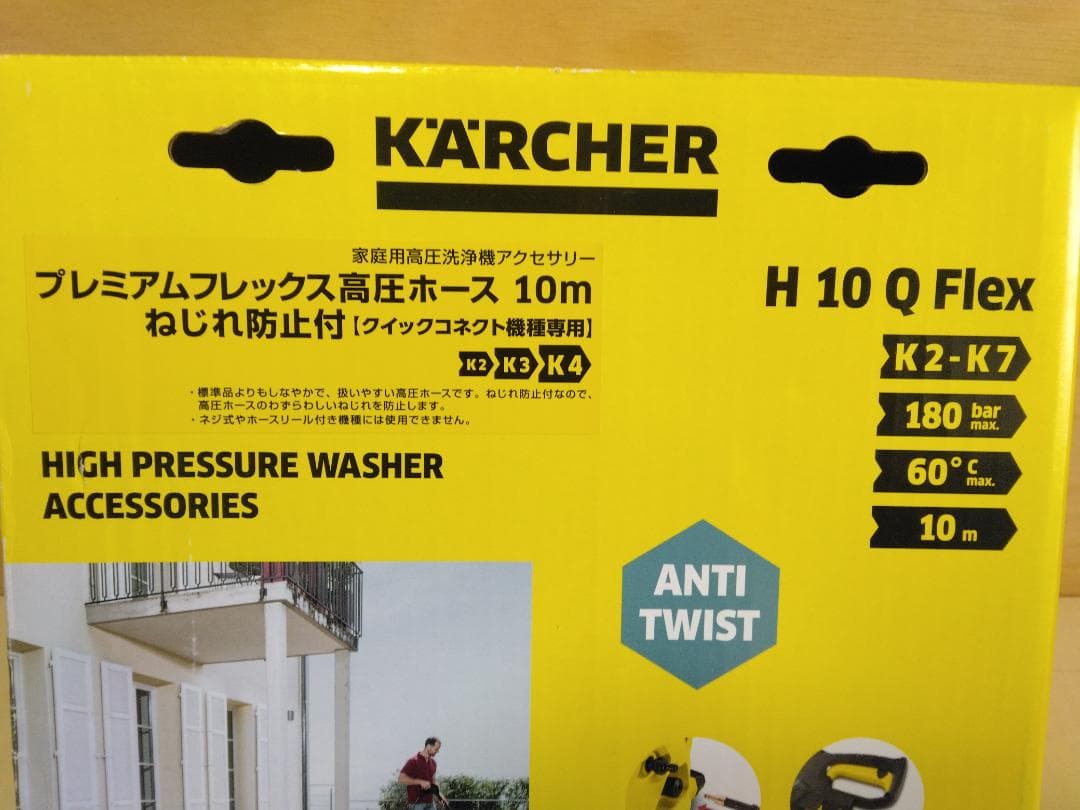 KÄRCHER
家庭用高圧洗浄機アクセサリー
プレミアムフレックス高圧ホース 10m
ねじれ防止付【クイックコネクト機種専用】
K2 K3 K4
・標準品よりもしなやかで、扱いやすい高圧ホースです。ねじれ防止付なので、
高圧ホースのわずらわしいねじれを防止します。
・ネジ式やホースリール付き機種には使用できません。
HIGH PRESSURE WASHER
ACCESSORIES
H 10 Q Flex
K 2 - K 7
180 bar max.
60° C max.
10 m
ANTI
TWIST